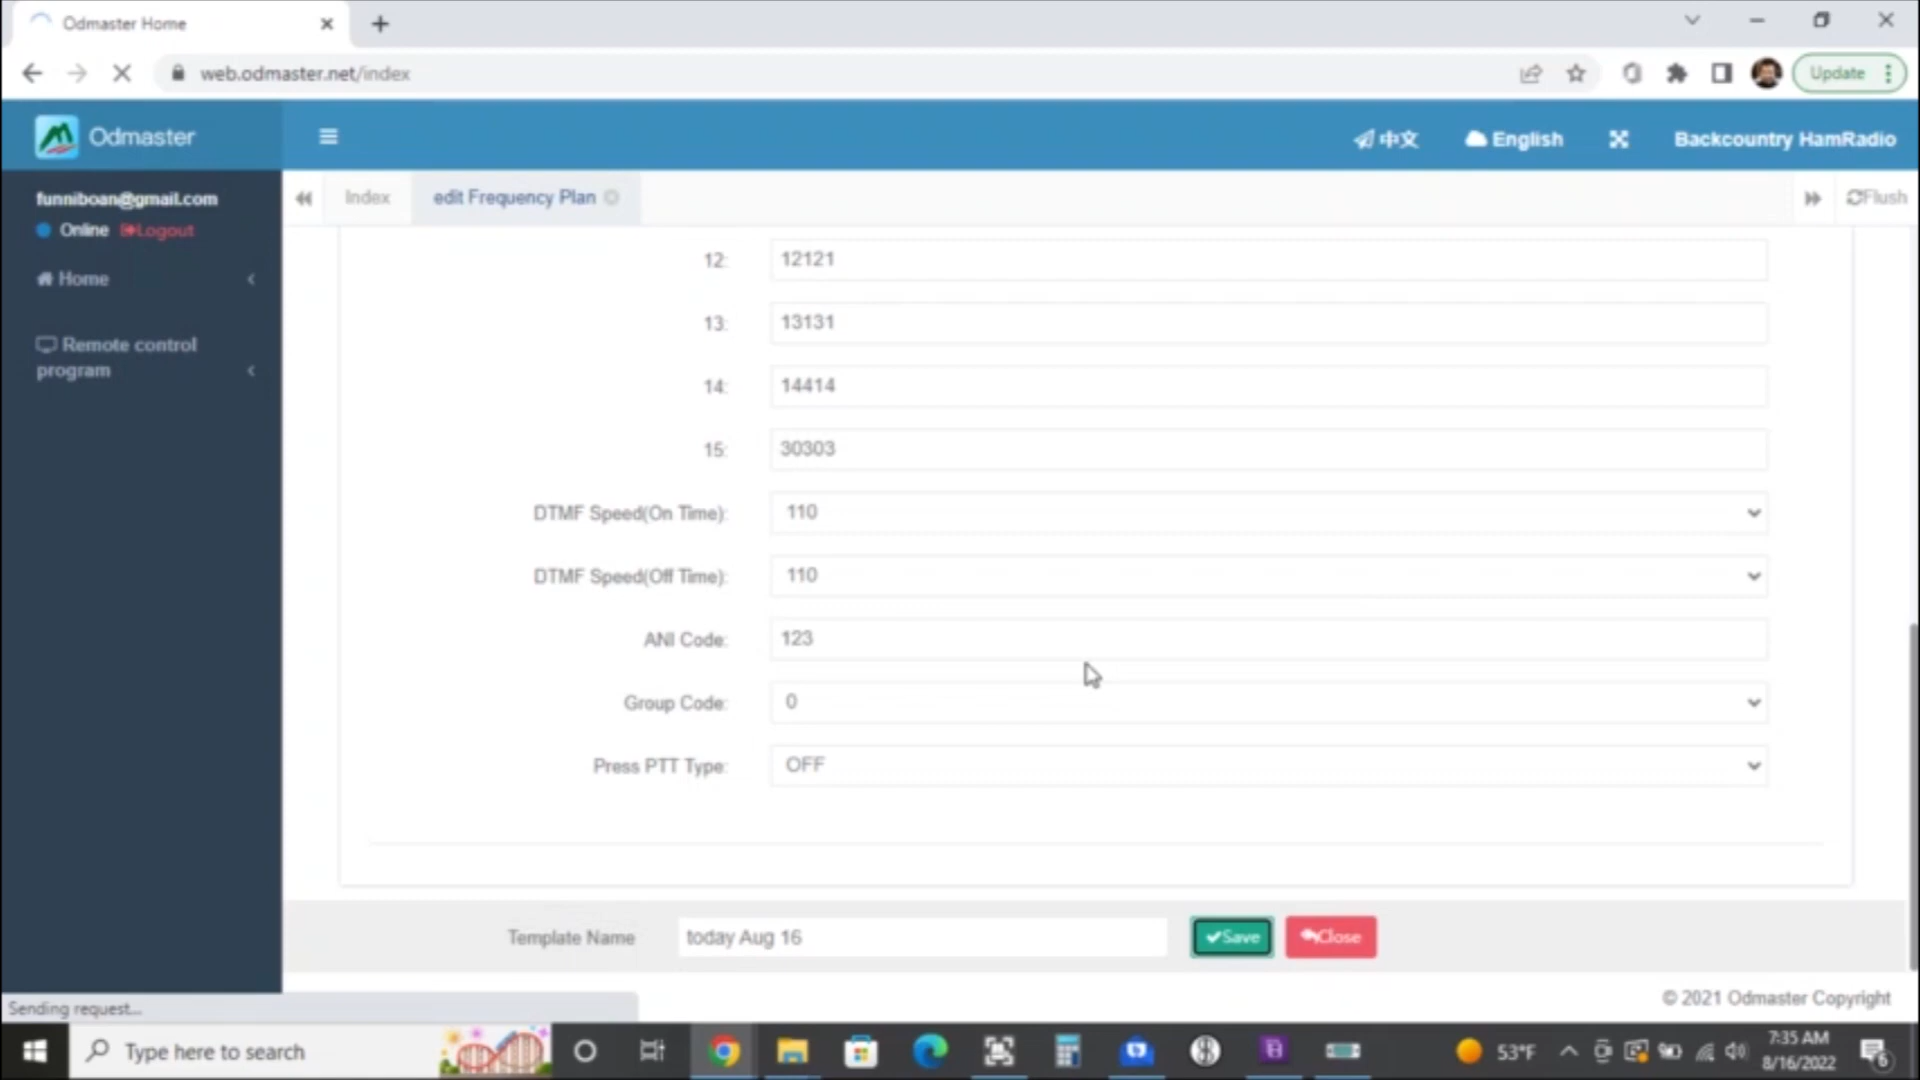 Odmaster Home
web.odmaster.net/index
Update
Odmaster
中文
English
Backcountry HamRadio
funniboan@gmail.com
Online
Logout
Index
edit Frequency Plan
Flush
Home
Remote control program
12: 12121
13: 13131
14: 14414
15: 30303
DTMF Speed(On Time): 110
DTMF Speed(Off Time): 110
ANI Code: 123
Group Code: 0
Press PTT Type: OFF
Template Name today Aug 16
Save
Close
© 2021 Odmaster Copyright
Sending request...
Type here to search
53°F
7:35 AM
8/16/2022
6